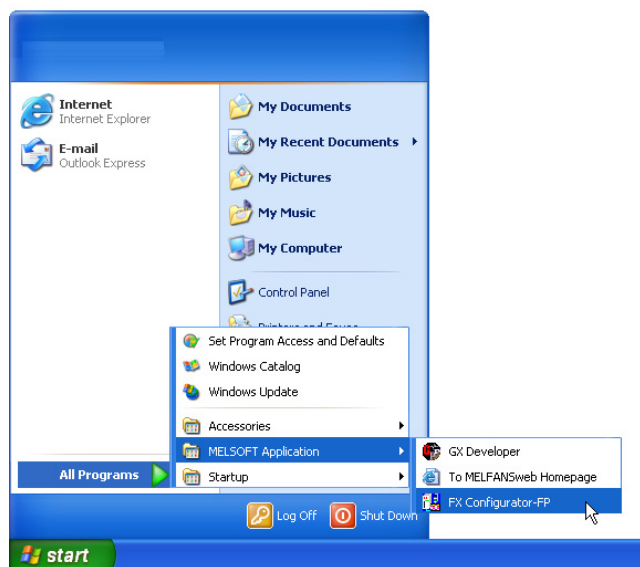 Internet
Internet Explorer
E-mail
Outlook Express
My Documents
My Recent Documents
My Pictures
My Music
My Computer
Control Panel
Set Program Access and Defaults
Windows Catalog
Windows Update
Accessories
MELSOFT Application
Startup
GX Developer
To MELFANSweb Homepage
FX Configurator-FP
All Programs
Log Off
Shut Down
start